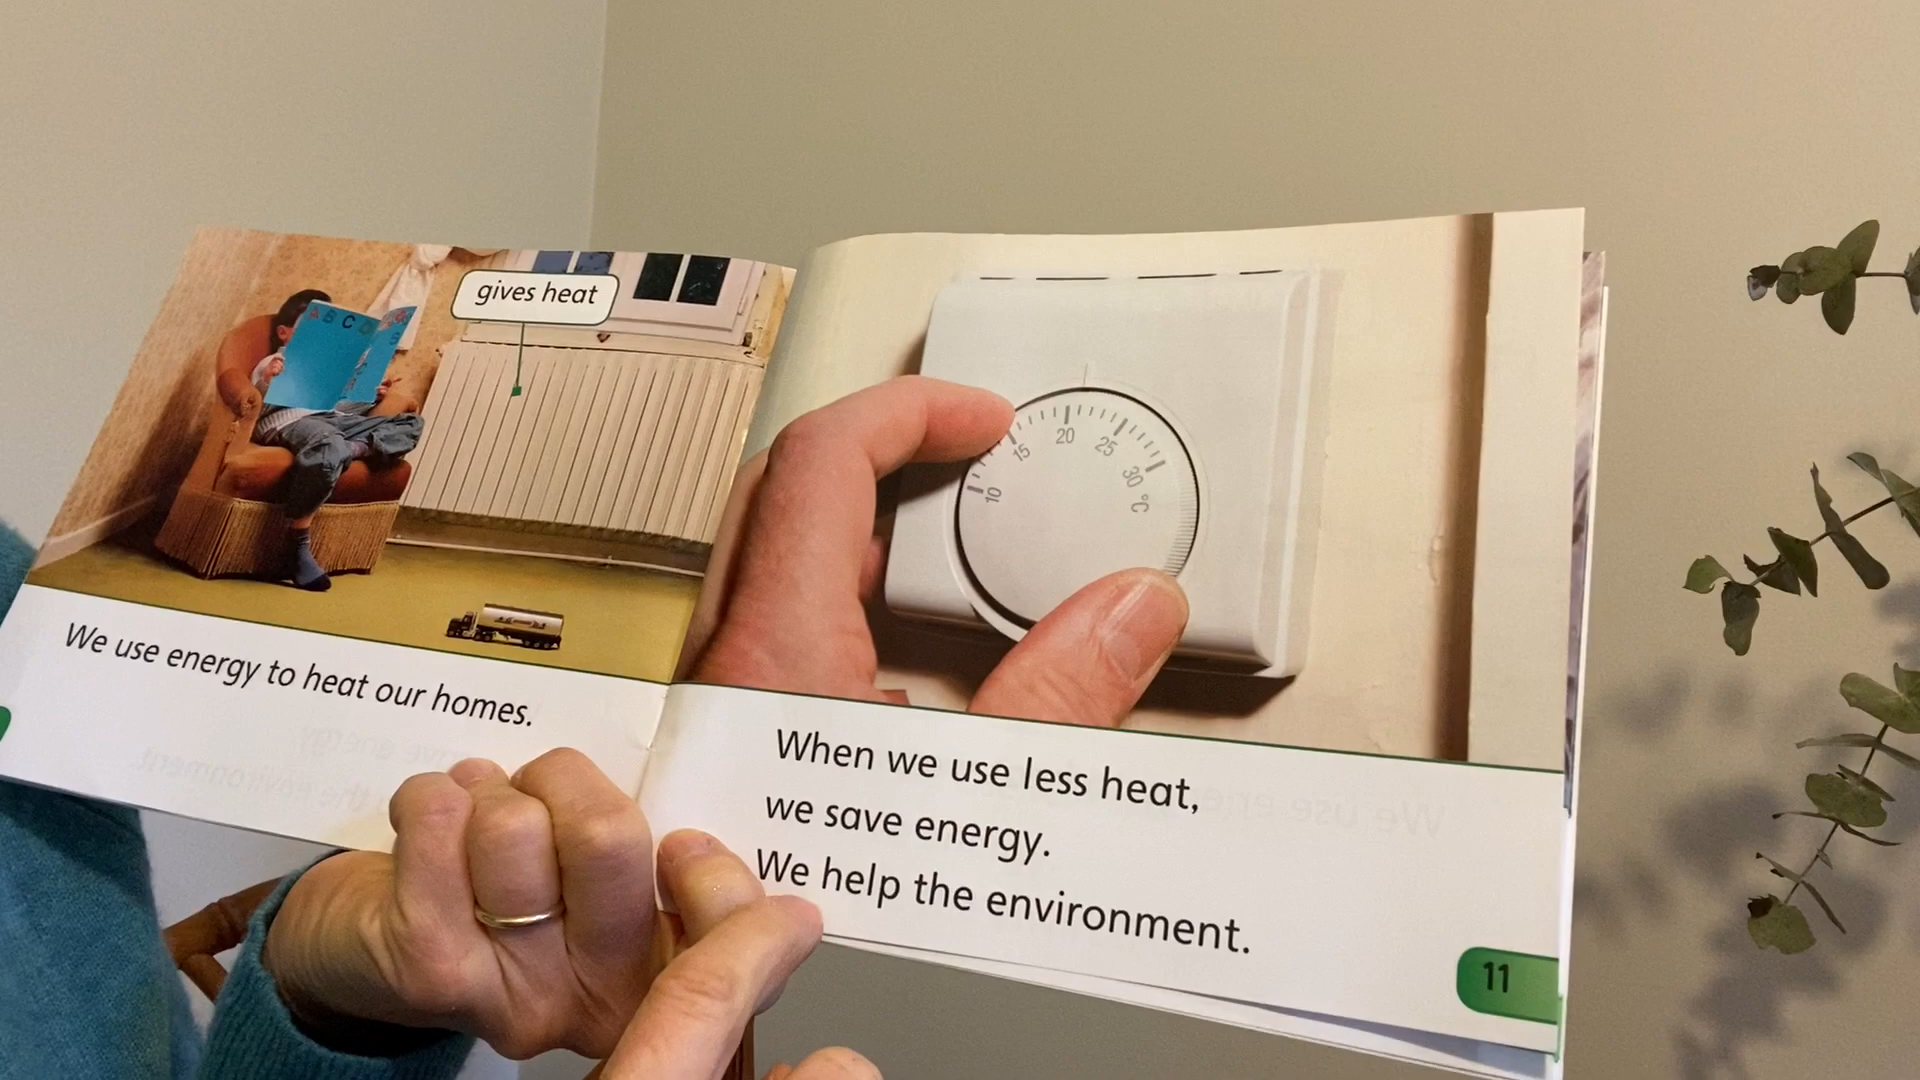 gives heat
A B C D
We use energy to heat our homes.
10 15 20 25 30 °C
When we use less heat,
we save energy.
We help the environment.
11